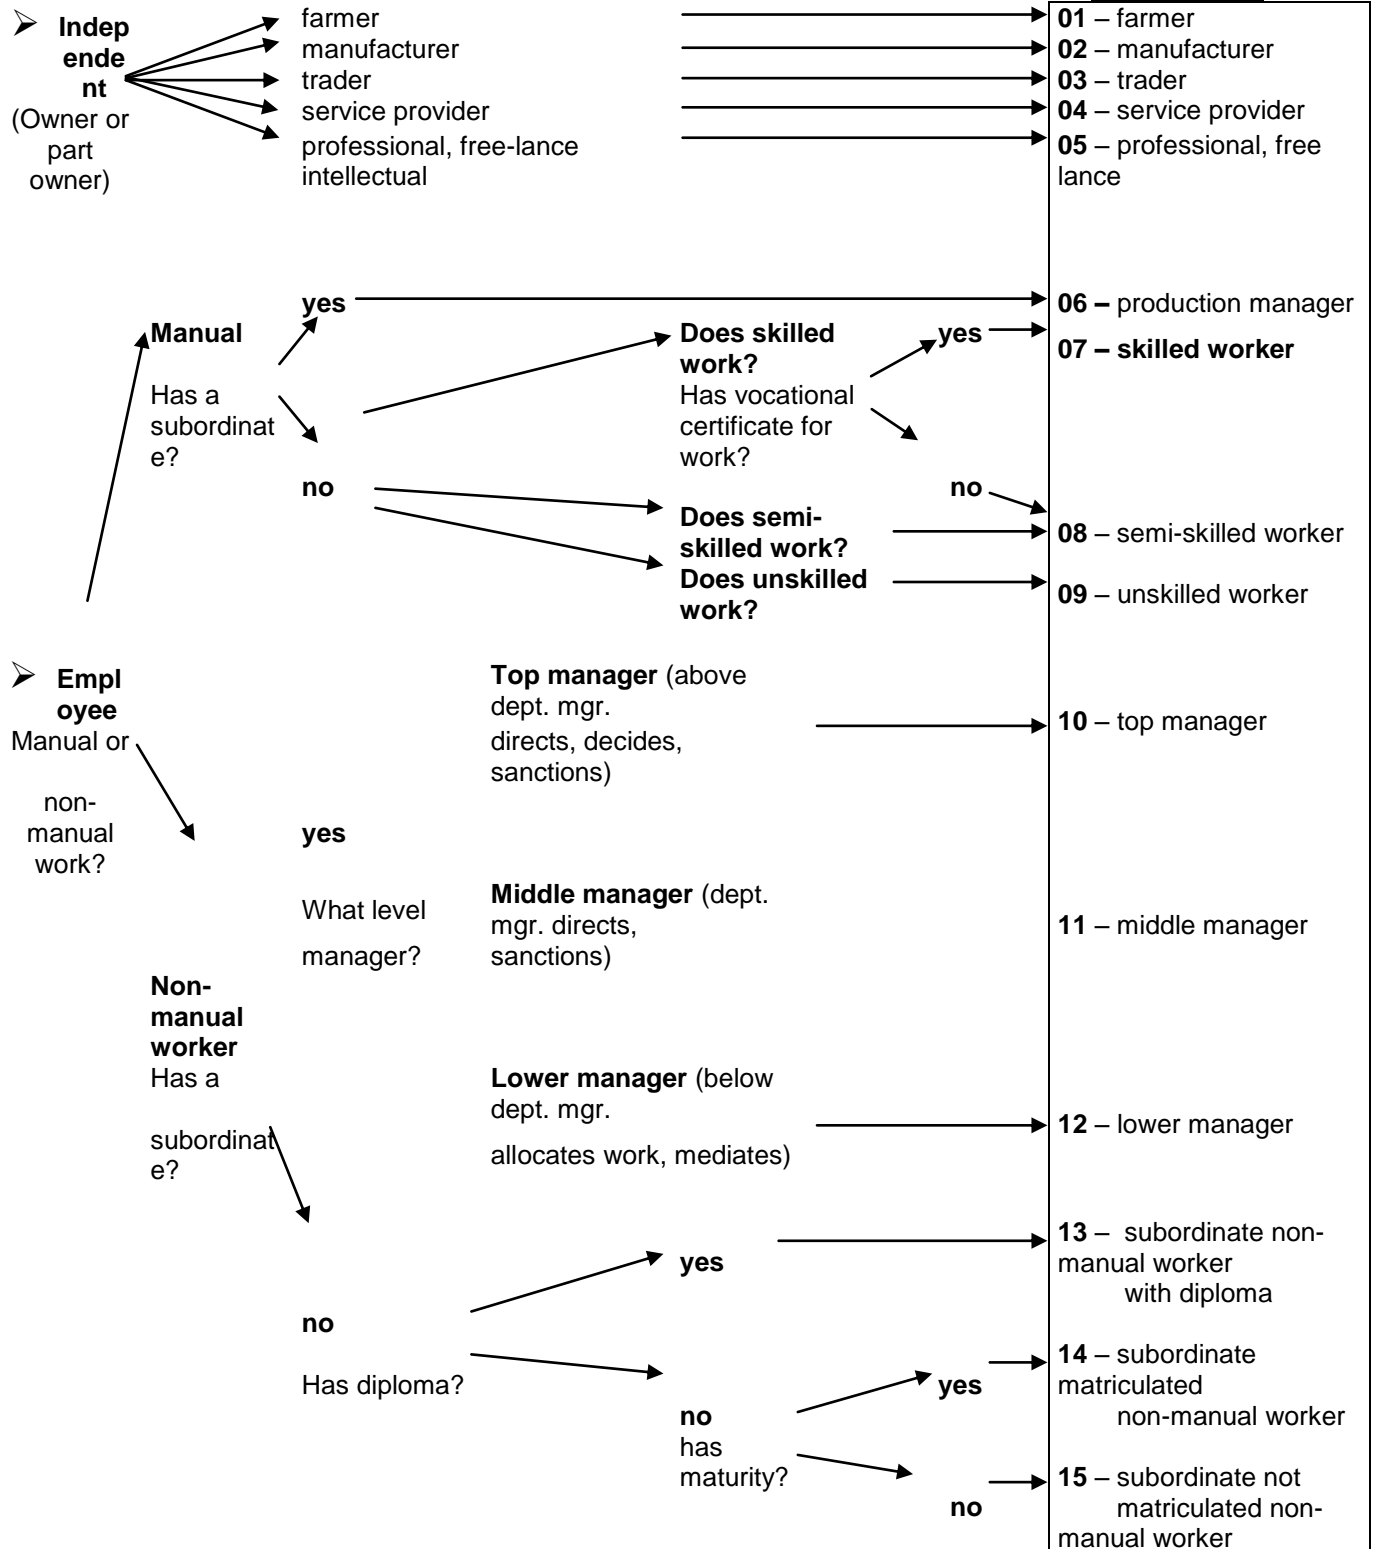 ➢ Indep
ende
nt
(Owner or
part
owner)
farmer
manufacturer
trader
service provider
professional, free-lance
intellectual
01 – farmer
02 – manufacturer
03 – trader
04 – service provider
05 – professional, free
lance
Manual
Has a
subordinat
e?
yes
no
Does skilled
work?
Has vocational
certificate for
work?
yes
no
Does semi-
skilled work?
Does unskilled
work?
06 – production manager
07 – skilled worker
08 – semi-skilled worker
09 – unskilled worker
➢ Empl
oyee
Manual or
non-
manual
work?
Non-
manual
worker
Has a
subordinat
e?
yes
What level
manager?
Top manager (above
dept. mgr.
directs, decides,
sanctions)
Middle manager (dept.
mgr. directs,
sanctions)
Lower manager (below
dept. mgr.
allocates work, mediates)
10 – top manager
11 – middle manager
12 – lower manager
no
Has diploma?
yes
no
has
maturity?
yes
no
13 – subordinate non-
manual worker
with diploma
14 – subordinate
matriculated
non-manual worker
15 – subordinate not
matriculated non-
manual worker